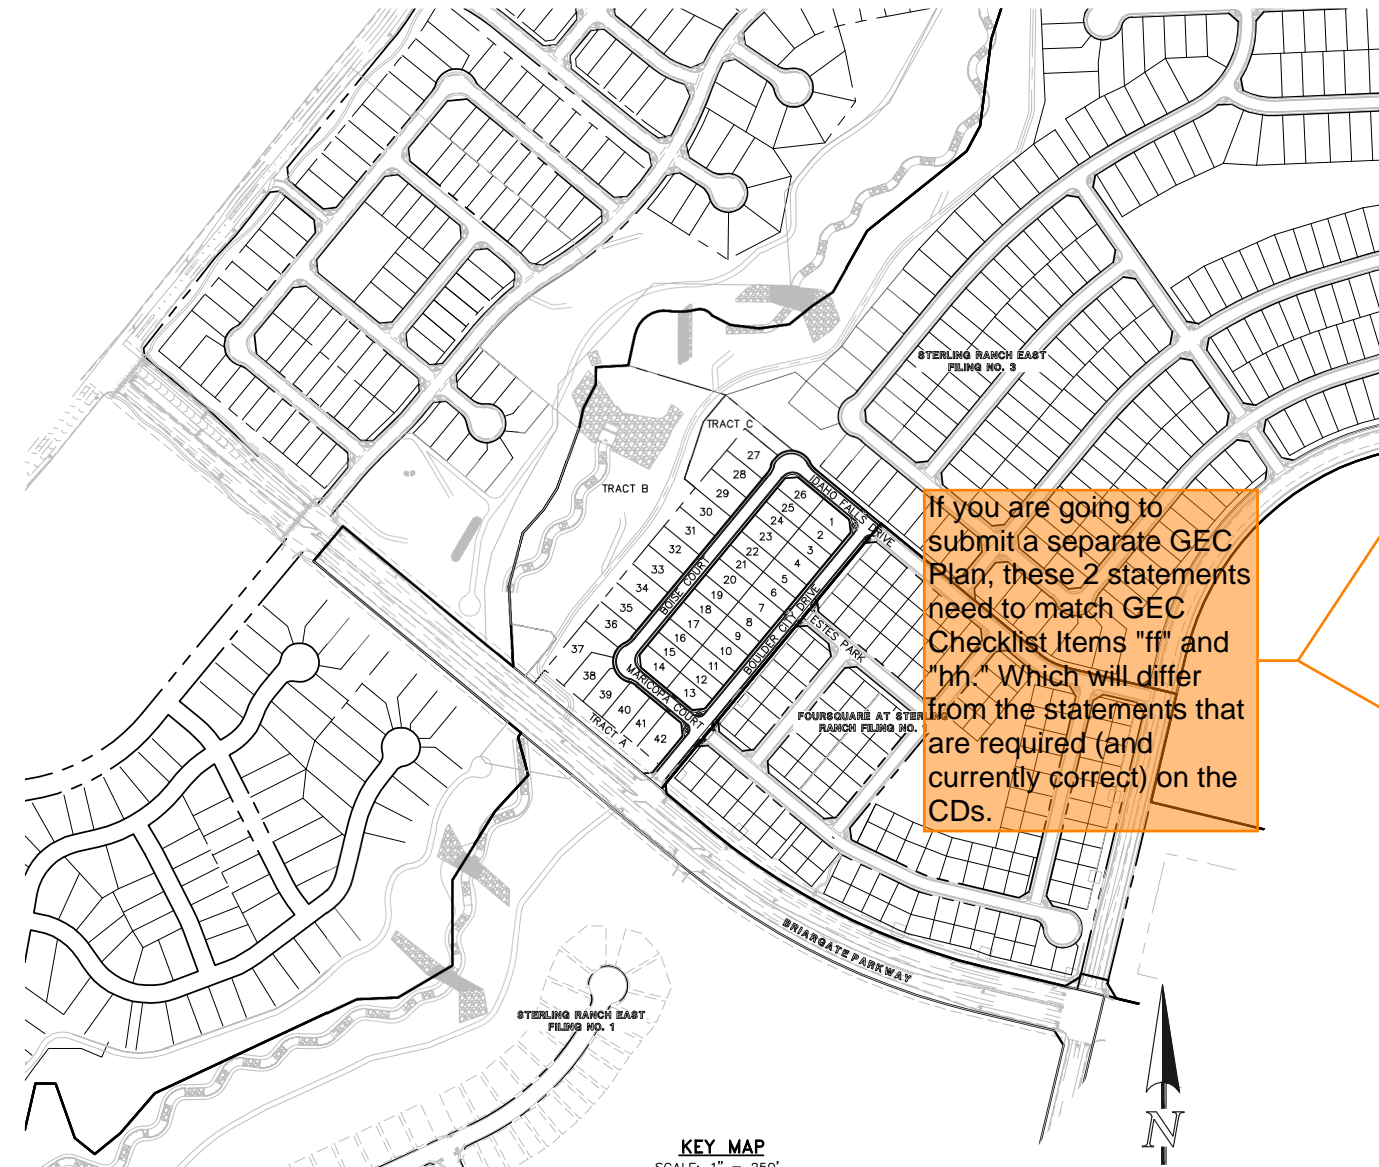 STERLING RANCH EAST
FILING NO. 3
TRACT C
TRACT B
27
28
29
30
31
32
33
34
35
36
37
38
39
40
41
42
TRACT A
26
25
24
23
22
21
20
19
18
17
16
15
14
13
12
11
10
9
8
7
6
5
4
3
2
1
IDAHO FALLS DRIVE
BOISE COURT
BOULDER CITY DRIVE
ESTES PARK
MARICOPA COURT
FOURSQUARE AT STERLING
RANCH FILING NO.
If you are going to
submit a separate GEC
Plan, these 2 statements
need to match GEC
Checklist Items "ff" and
"hh." Which will differ
from the statements that
are required (and
currently correct) on the
CDs.
BRIARGATE PARKWAY
STERLING RANCH EAST
FILING NO. 1
N
KEY MAP
SCALE: 1" = 250'